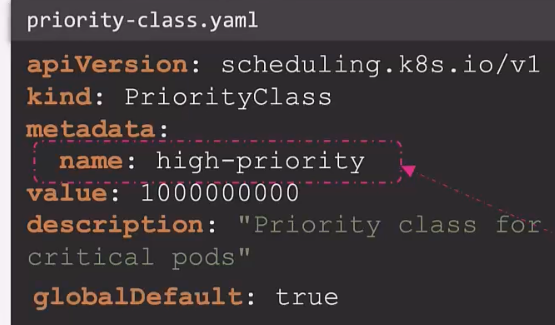 priority-class.yaml
apiVersion: scheduling.k8s.io/v1
kind: PriorityClass
metadata:
name: high-priority
value: 1000000000
description: "Priority class for
critical pods"
globalDefault: true